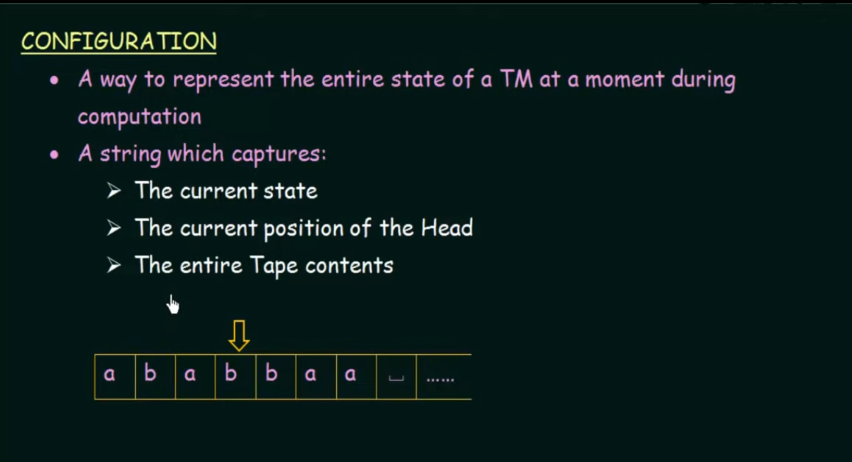 CONFIGURATION
• A way to represent the entire state of a TM at a moment during
computation
• A string which captures:
➢ The current state
➢ The current position of the Head
➢ The entire Tape contents
a b a b b a a ⎵ ......